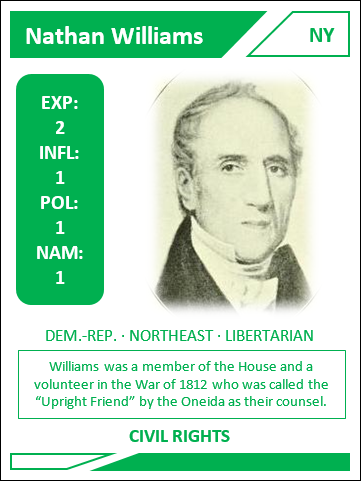 Nathan Williams
NY
EXP:
2
INFL:
1
POL:
1
NAM:
1
DEM.-REP. · NORTHEAST · LIBERTARIAN
Williams was a member of the House and a
volunteer in the War of 1812 who was called the
“Upright Friend” by the Oneida as their counsel.
CIVIL RIGHTS